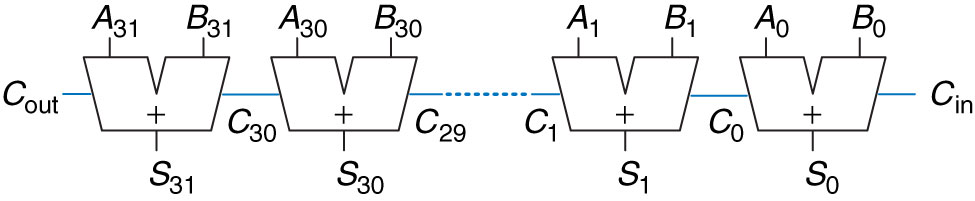 A31 B31 A30 B30 A1 B1 A0 B0
Cout C30 C29 C1 C0 Cin
+ + + +
S31 S30 S1 S0